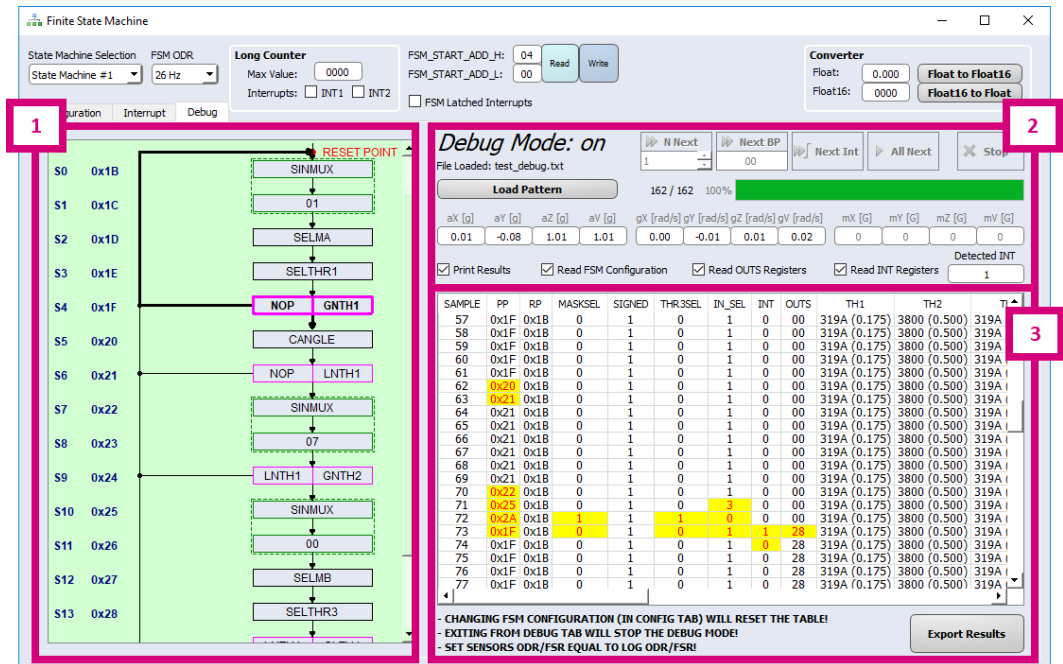 Finite State Machine
State Machine Selection FSM ODR
State Machine #1 26 Hz
Long Counter
Max Value: 0000
Interrupts: INT1 INT2
FSM_START_ADD_H: 04
FSM_START_ADD_L: 00
Read Write
FSM Latched Interrupts
Converter
Float: 0.000 Float to Float16
Float16: 0000 Float16 to Float
Interrupt Debug
1
RESET POINT
S0 0x1B SINMUX
S1 0x1C 01
S2 0x1D SELMA
S3 0x1E SELTHR1
S4 0x1F NOP GNTH1
S5 0x20 CANGLE
S6 0x21 NOP LNTH1
S7 0x22 SINMUX
S8 0x23 07
S9 0x24 LNTH1 GNTH2
S10 0x25 SINMUX
S11 0x26 00
S12 0x27 SELMB
S13 0x28 SELTHR3
2
Debug Mode: on
File Loaded: test_debug.txt
N Next Next BP Next Int All Next Stop
1 00
Load Pattern 162 / 162 100%
aX [g] aY [g] aZ [g] aV [g] gX [rad/s] gY [rad/s] gZ [rad/s] gV [rad/s] mX [G] mY [G] mZ [G] mV [G]
0.01 -0.08 1.01 1.01 0.00 -0.01 0.01 0.02 0 0 0 0
Print Results Read FSM Configuration Read OUTS Registers Read INT Registers
Detected INT
1
3
SAMPLE PP RP MASKSEL SIGNED THR3SEL IN_SEL INT OUTS TH1 TH2
57 0x1F 0x1B 0 1 0 1 0 00 319A (0.175) 3800 (0.500) 319A
58 0x1F 0x1B 0 1 0 1 0 00 319A (0.175) 3800 (0.500) 319A
59 0x1F 0x1B 0 1 0 1 0 00 319A (0.175) 3800 (0.500) 319A
60 0x1F 0x1B 0 1 0 1 0 00 319A (0.175) 3800 (0.500) 319A
61 0x1F 0x1B 0 1 0 1 0 00 319A (0.175) 3800 (0.500) 319A
62 0x20 0x1B 0 1 0 1 0 00 319A (0.175) 3800 (0.500) 319A (
63 0x21 0x1B 0 1 0 1 0 00 319A (0.175) 3800 (0.500) 319A (
64 0x21 0x1B 0 1 0 1 0 00 319A (0.175) 3800 (0.500) 319A (
65 0x21 0x1B 0 1 0 1 0 00 319A (0.175) 3800 (0.500) 319A (
66 0x21 0x1B 0 1 0 1 0 00 319A (0.175) 3800 (0.500) 319A (
67 0x21 0x1B 0 1 0 1 0 00 319A (0.175) 3800 (0.500) 319A (
68 0x21 0x1B 0 1 0 1 0 00 319A (0.175) 3800 (0.500) 319A (
69 0x21 0x1B 0 1 0 1 0 00 319A (0.175) 3800 (0.500) 319A (
70 0x22 0x1B 0 1 0 1 0 00 319A (0.175) 3800 (0.500) 319A (
71 0x25 0x1B 0 1 0 3 0 00 319A (0.175) 3800 (0.500) 319A (
72 0x2A 0x1B 1 1 1 0 0 00 319A (0.175) 3800 (0.500) 319A (
73 0x1F 0x1B 0 1 0 1 1 28 319A (0.175) 3800 (0.500) 319A (
74 0x1F 0x1B 0 1 0 1 0 28 319A (0.175) 3800 (0.500) 319A (
75 0x1F 0x1B 0 1 0 1 0 28 319A (0.175) 3800 (0.500) 319A (
76 0x1F 0x1B 0 1 0 1 0 28 319A (0.175) 3800 (0.500) 319A (
77 0x1F 0x1B 0 1 0 1 0 28 319A (0.175) 3800 (0.500) 319A (
- CHANGING FSM CONFIGURATION (IN CONFIG TAB) WILL RESET THE TABLE!
- EXITING FROM DEBUG TAB WILL STOP THE DEBUG MODE!
- SET SENSORS ODR/FSR EQUAL TO LOG ODR/FSR!
Export Results